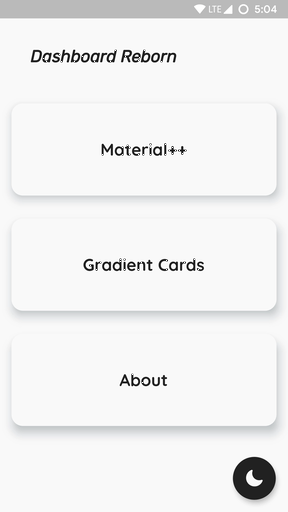 LTE 5:04
Dashboard Reborn
Material++
Gradient Cards
About